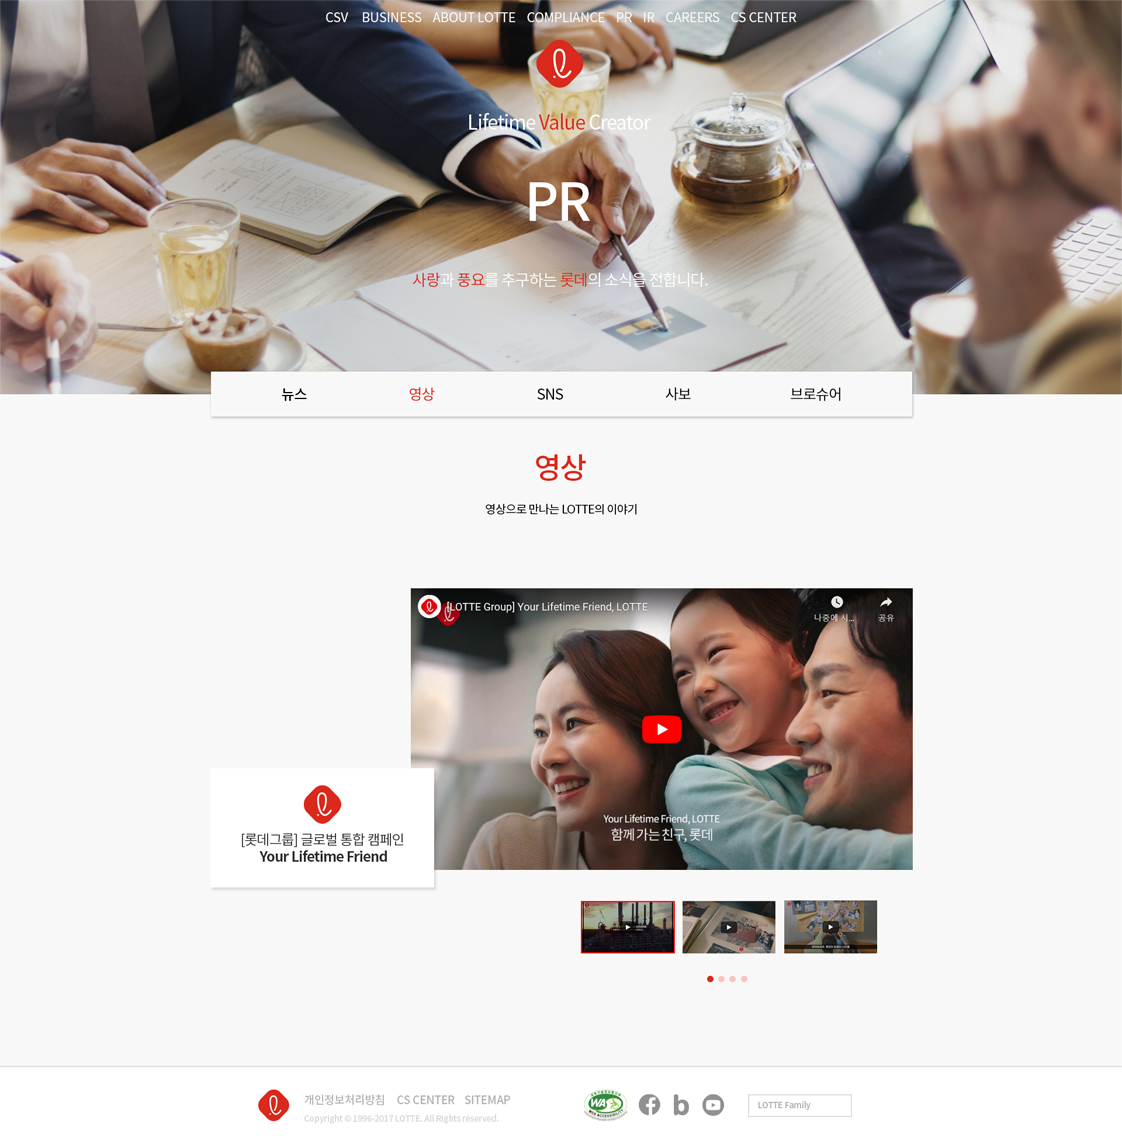 CSV BUSINESS ABOUT LOTTE COMPLIANCE PR IR CAREERS CS CENTER
Lifetime Value Creator
PR
사랑과 풍요를 추구하는 롯데의 소식을 전합니다.
뉴스 영상 SNS 사보 브로슈어
영상
영상으로 만나는 LOTTE의 이야기
[LOTTE Group] Your Lifetime Friend, LOTTE
나중에 시... 공유
Your Lifetime Friend, LOTTE
함께 가는 친구, 롯데
[롯데그룹] 글로벌 통합 캠페인
Your Lifetime Friend
개인정보처리방침 CS CENTER SITEMAP
WA
WEB ACCESSIBILITY
LOTTE Family
Copyright © 1996-2017 LOTTE. All Rights reserved.